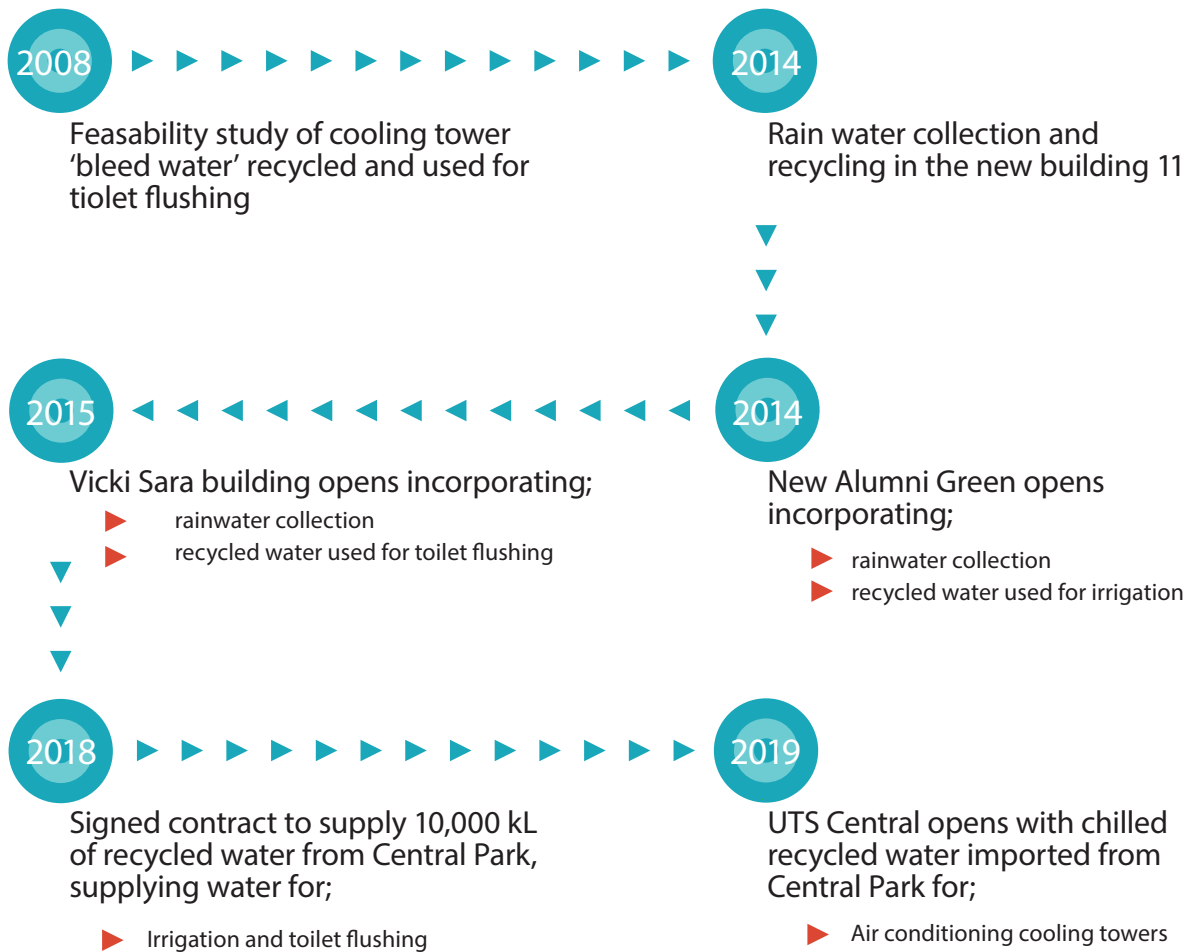 2008
Feasability study of cooling tower
‘bleed water’ recycled and used for
tiolet flushing
2014
Rain water collection and
recycling in the new building 11
2014
New Alumni Green opens
incorporating;
rainwater collection
recycled water used for irrigation
2015
Vicki Sara building opens incorporating;
rainwater collection
recycled water used for toilet flushing
2018
Signed contract to supply 10,000 kL
of recycled water from Central Park,
supplying water for;
Irrigation and toilet flushing
2019
UTS Central opens with chilled
recycled water imported from
Central Park for;
Air conditioning cooling towers